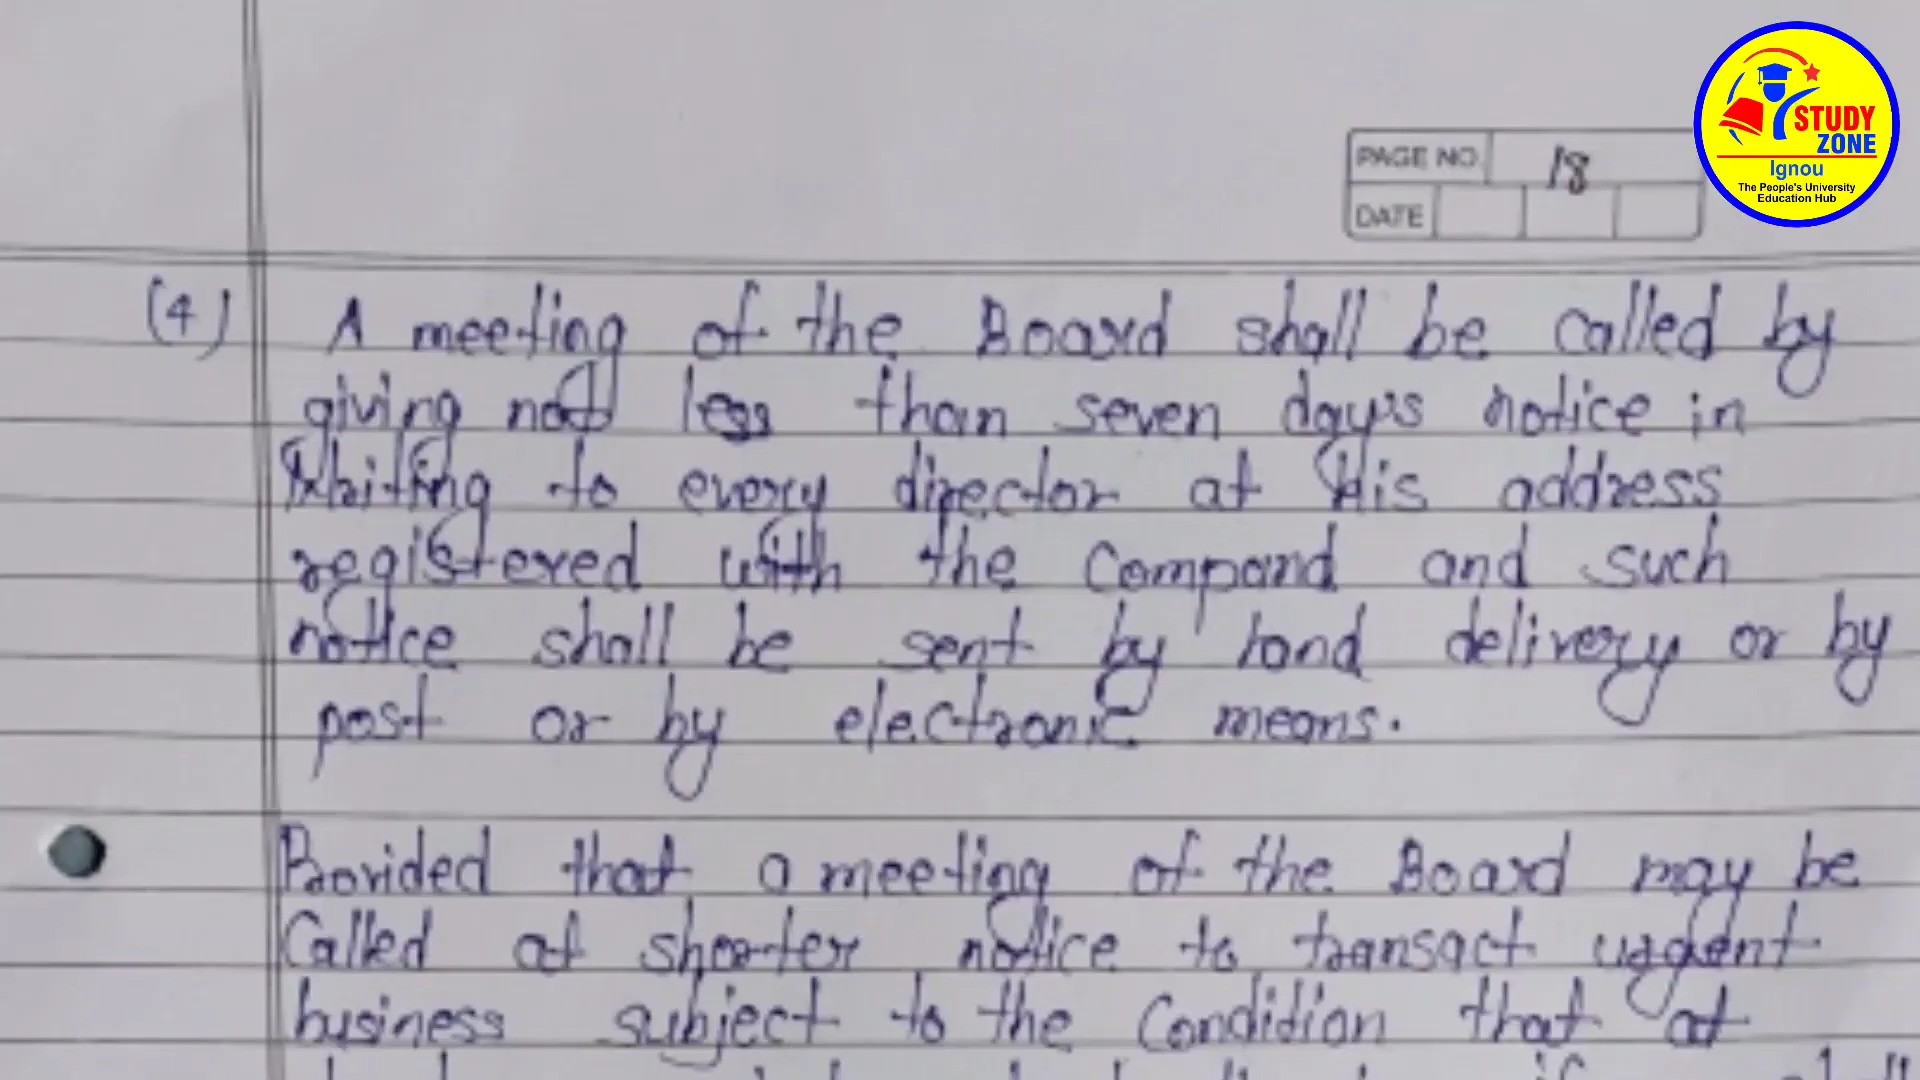 PAGE NO. 18
DATE
STUDY
ZONE
Ignou
The People's University
Education Hub
(4) A meeting of the Board shall be called by
giving not less than seven day's notice in
Whiting to every director at His address
registered with the Compand and such
notice shall be sent by hand delivery or by
post or by electronic means.
Provided that a meeting of the Board may be
Called at shorter notice to transact urgent
business subject to the Condition that at